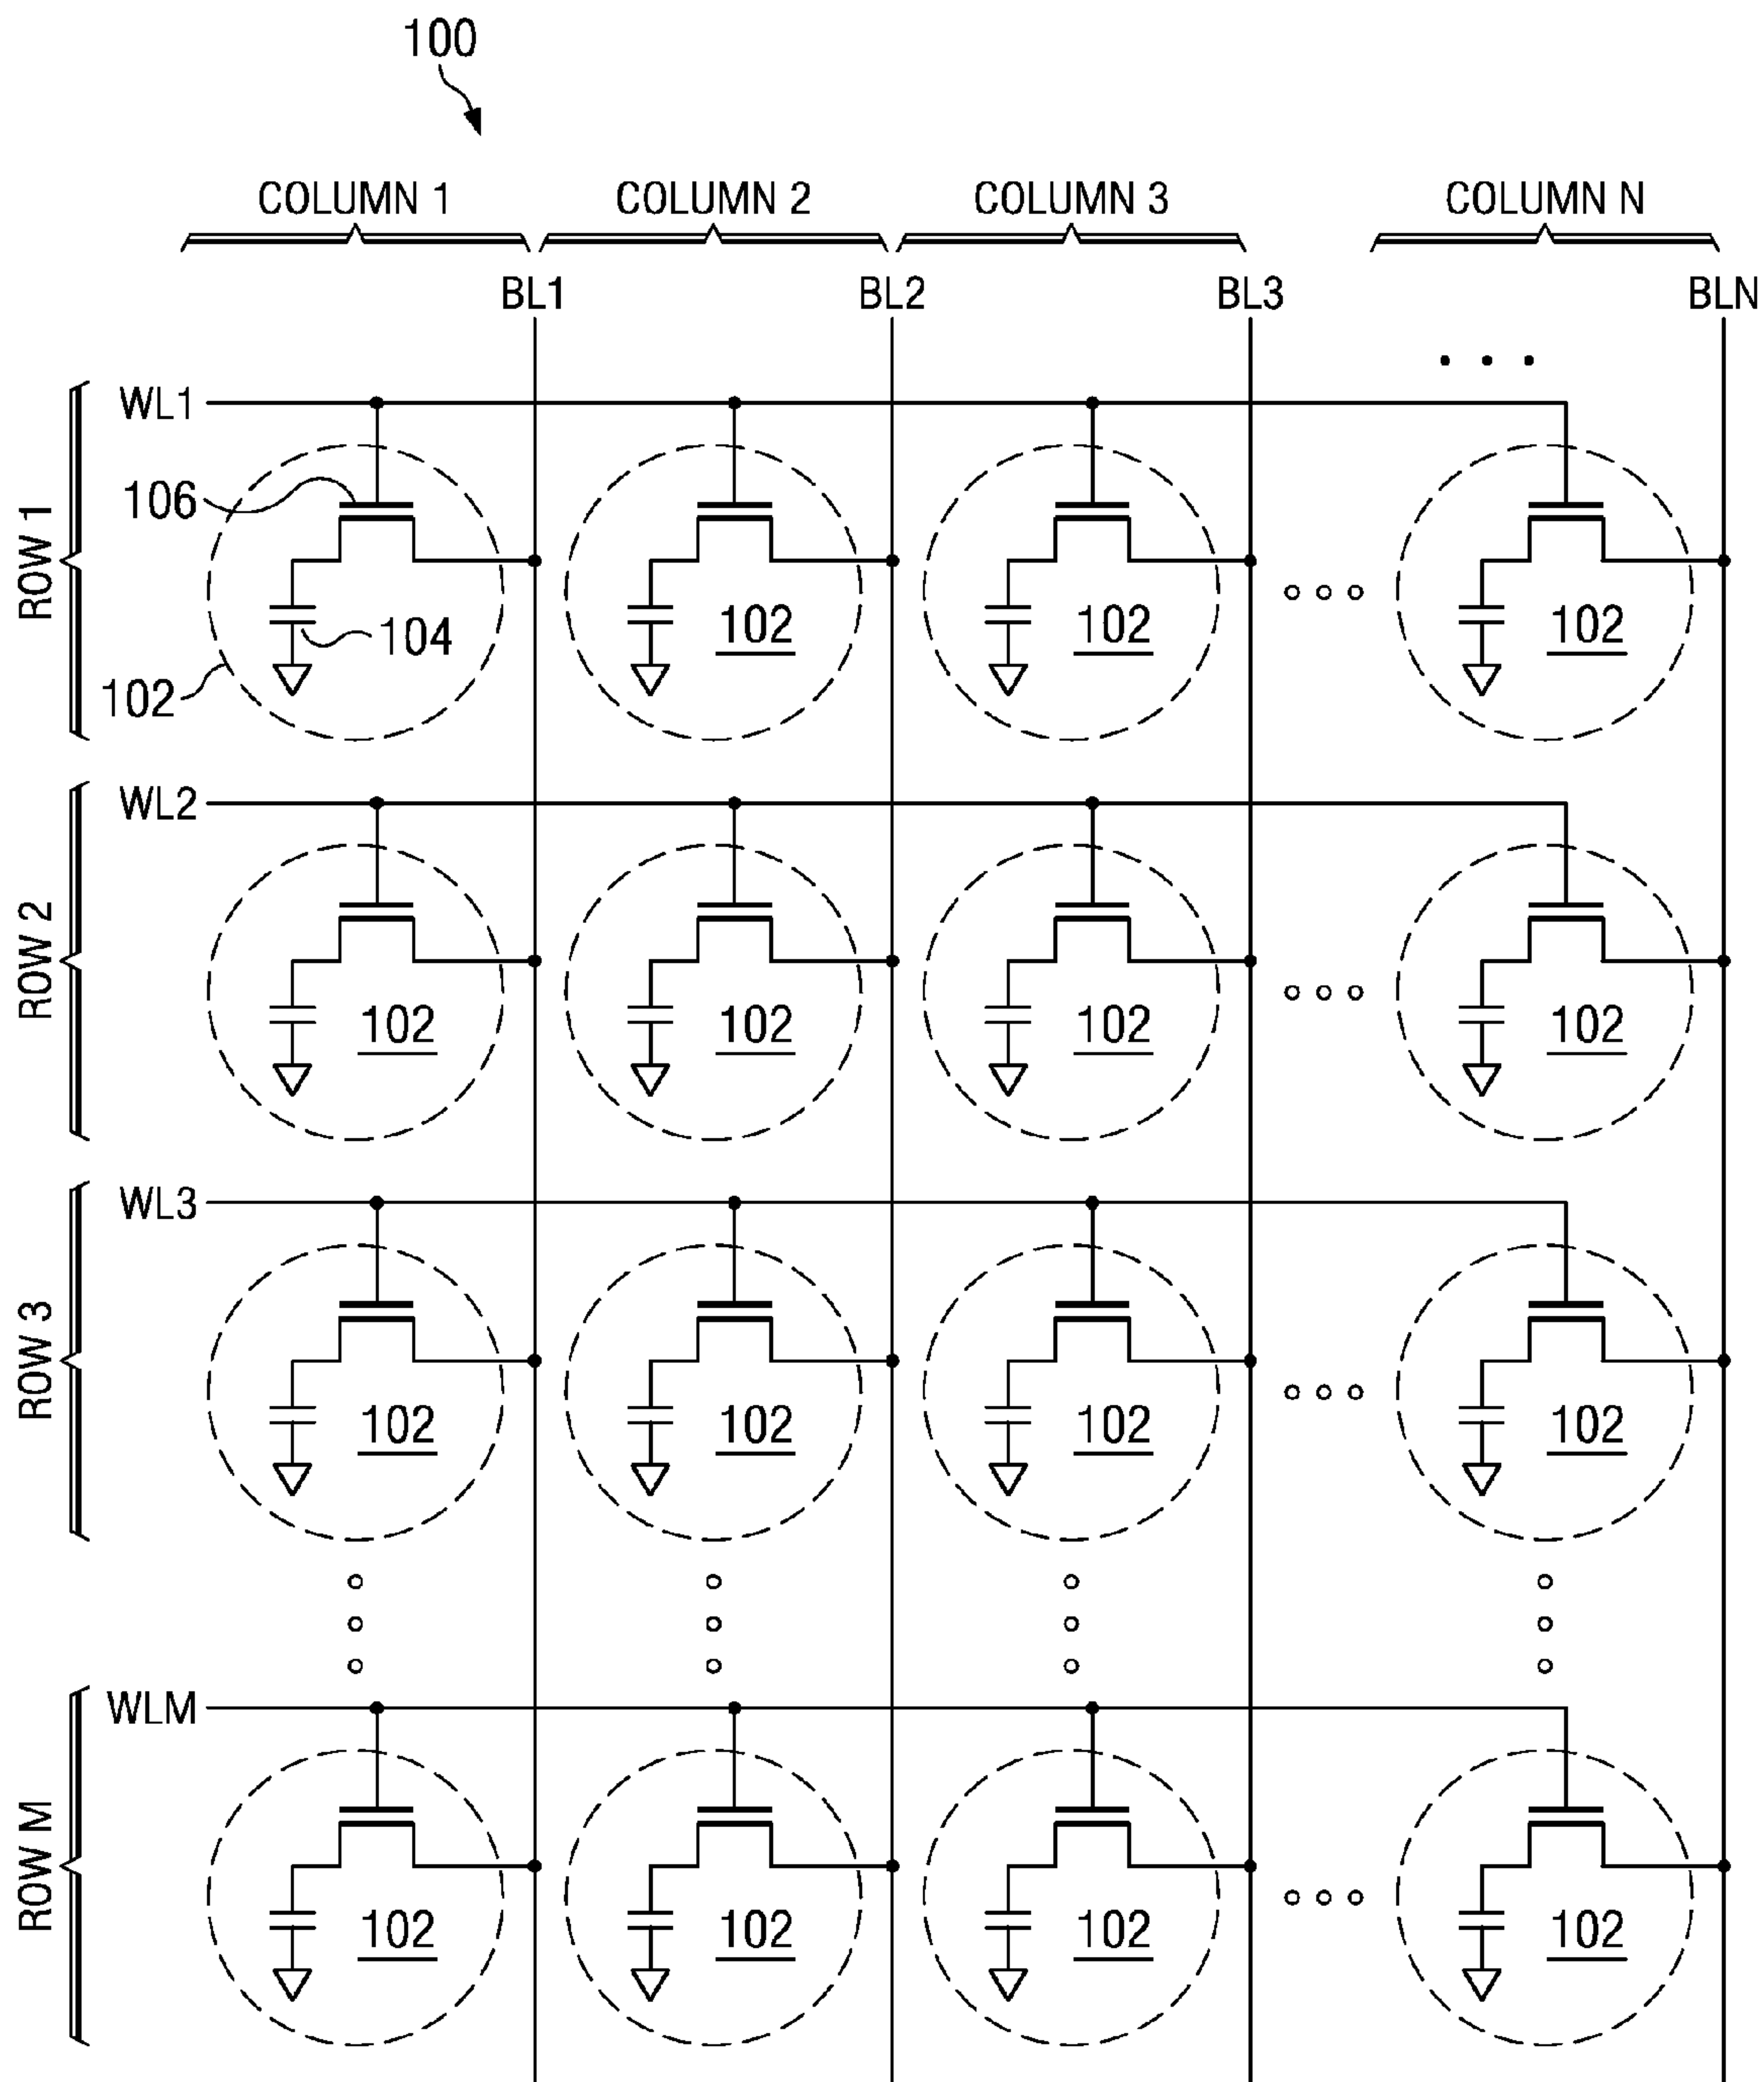 100
COLUMN 1 COLUMN 2 COLUMN 3 COLUMN N
BL1 BL2 BL3 BLN
WL1
ROW 1
106
104 102 102 102
102
WL2
ROW 2
102 102 102 102
WL3
ROW 3
102 102 102 102
WLM
ROW M
102 102 102 102